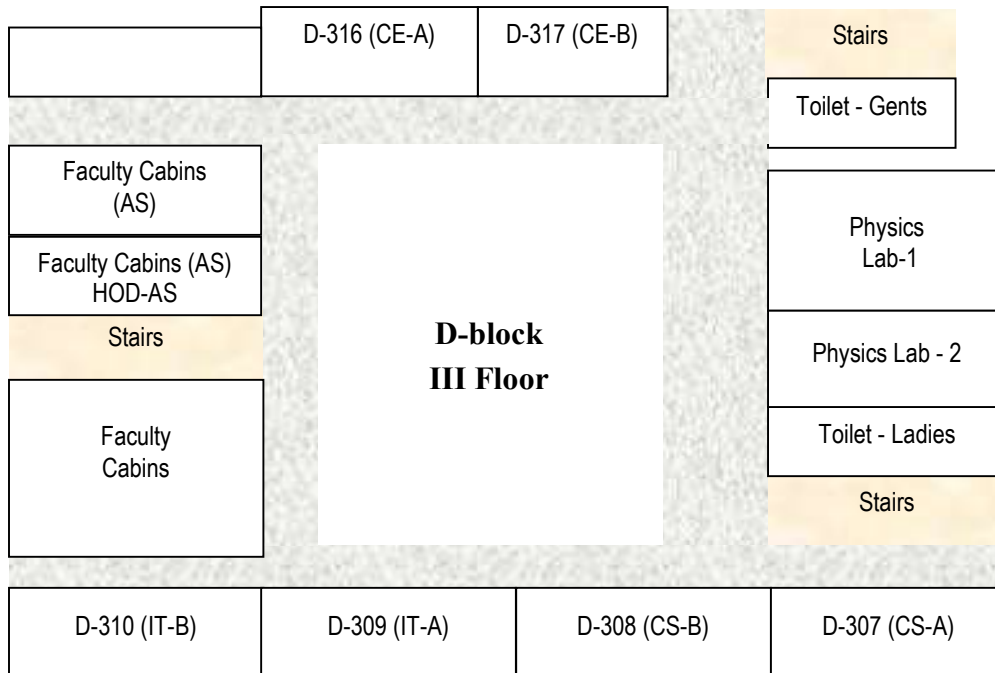 D-316 (CE-A)
D-317 (CE-B)
Stairs
Toilet - Gents
Faculty Cabins
(AS)
Faculty Cabins (AS)
HOD-AS
Stairs
Faculty
Cabins
D-block
III Floor
Physics
Lab-1
Physics Lab - 2
Toilet - Ladies
Stairs
D-310 (IT-B)
D-309 (IT-A)
D-308 (CS-B)
D-307 (CS-A)